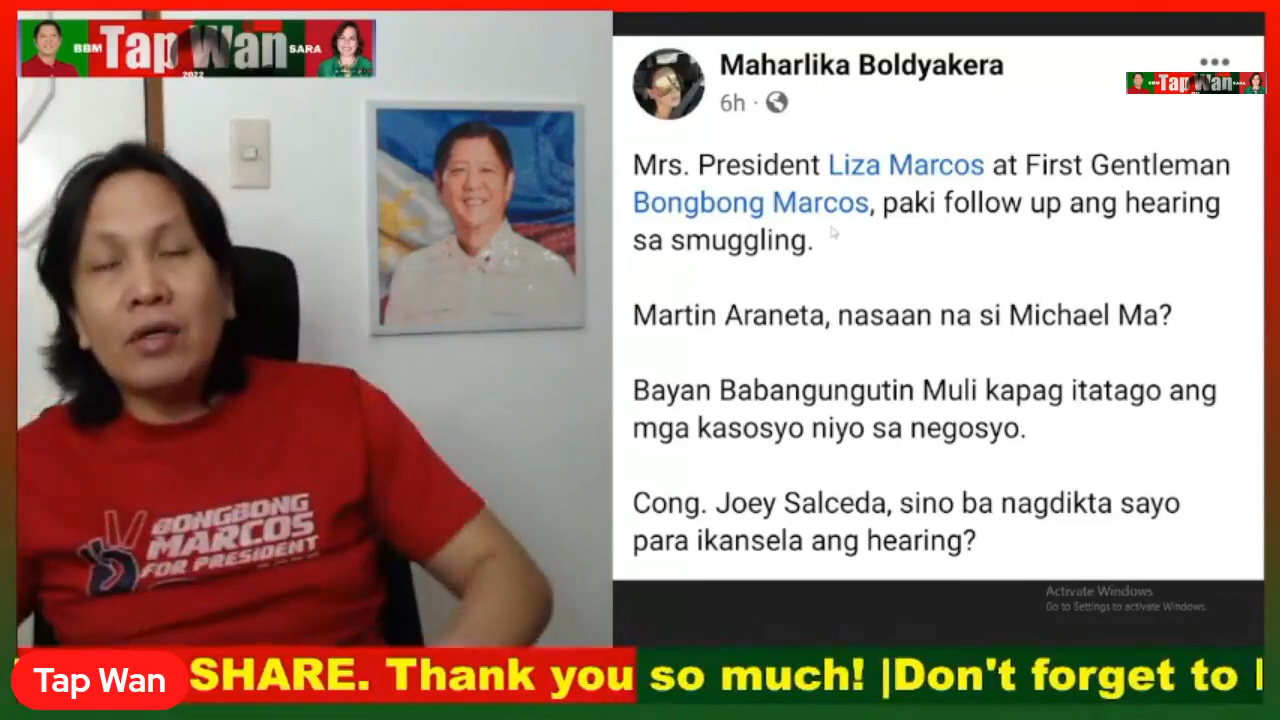 BBM Tap Wan SARA
2022
Maharlika Boldyakera
6h
Tap Wan
Mrs. President Liza Marcos at First Gentleman
Bongbong Marcos, paki follow up ang hearing
sa smuggling.
Martin Araneta, nasaan na si Michael Ma?
Bayan Babangungutin Muli kapag itatago ang
mga kasosyo niyo sa negosyo.
Cong. Joey Salceda, sino ba nagdikta sayo
para ikansela ang hearing?
BONGBONG
MARCOS
FOR PRESIDENT
Activate Windows
Go to Settings to activate Windows.
Tap Wan
SHARE. Thank you so much! |Don't forget to